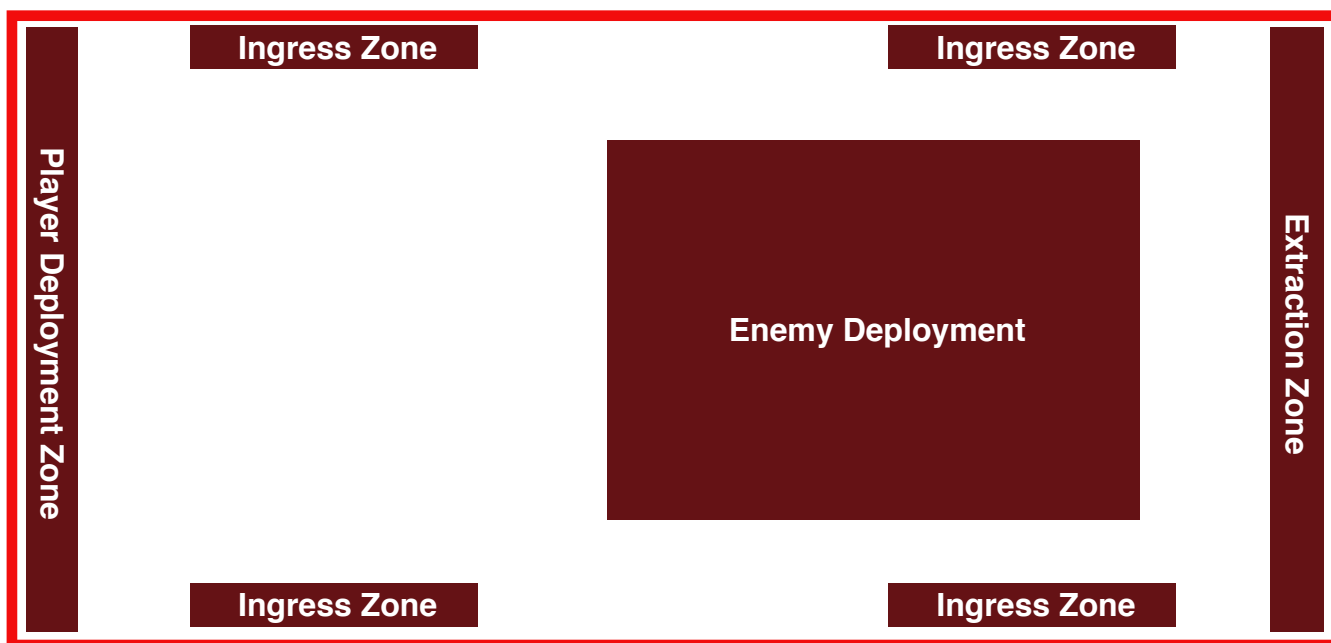 Ingress Zone
Ingress Zone
Player Deployment Zone
Enemy Deployment
Extraction Zone
Ingress Zone
Ingress Zone